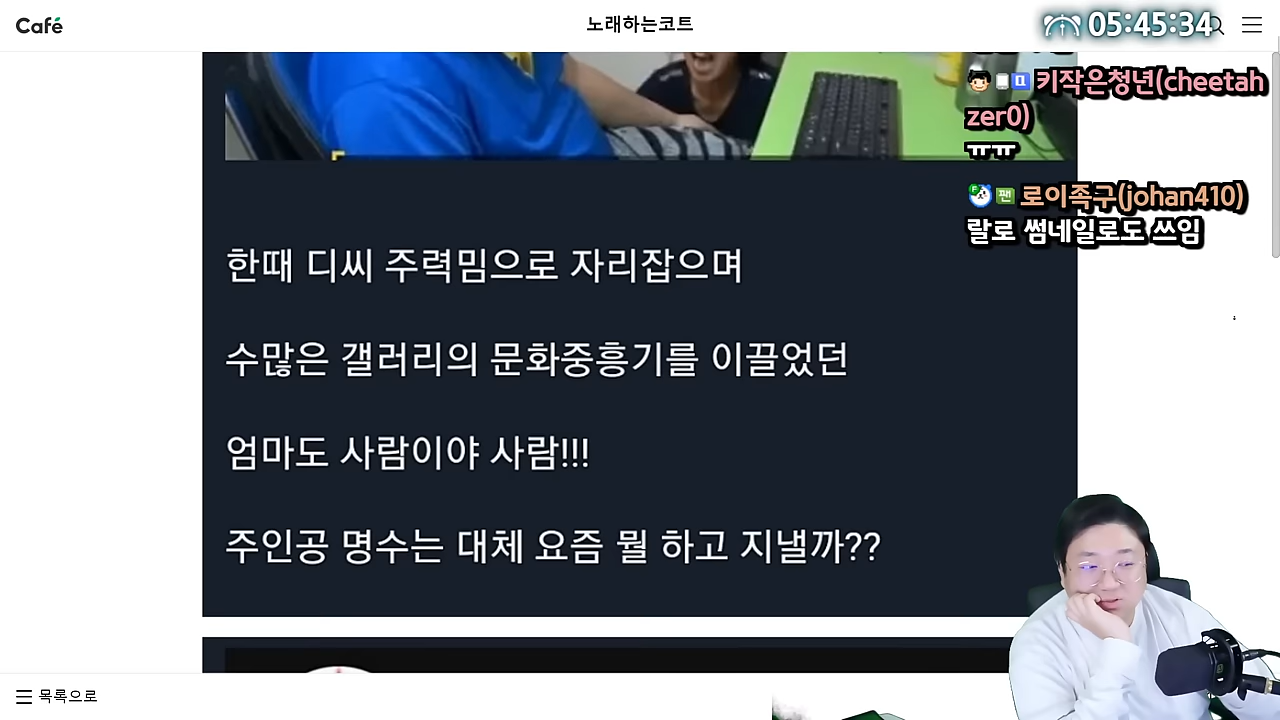 Café
노래하는코트
05:45:34
키작은청년(cheetah
zer0)
ㅠㅠ
로이족구(johan410)
랄로 썸네일로도 쓰임
한때 디씨 주력밈으로 자리잡으며
수많은 갤러리의 문화중흥기를 이끌었던
엄마도 사람이야 사람!!!
주인공 명수는 대체 요즘 뭘 하고 지낼까??
목록으로